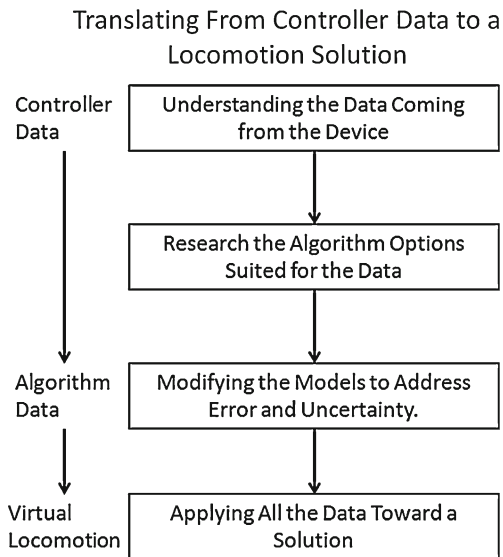 Translating From Controller Data to a
Locomotion Solution
Controller
Data
Understanding the Data Coming
from the Device
Research the Algorithm Options
Suited for the Data
Algorithm
Data
Modifying the Models to Address
Error and Uncertainty.
Virtual
Locomotion
Applying All the Data Toward a
Solution